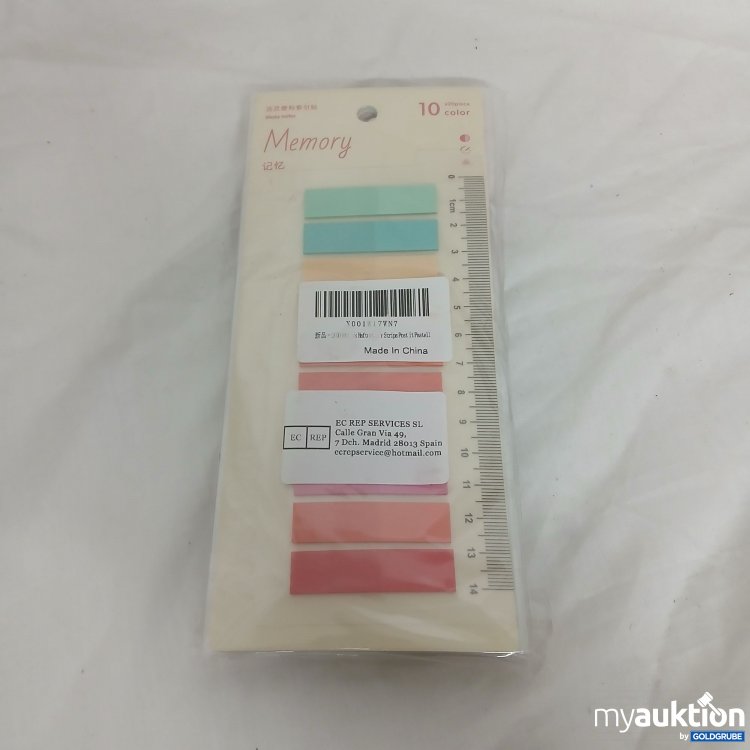 10 color
Memory
记忆
0
1cm
2
3
4
5
6
7
8
9
10
11
12
13
14
Made In China
EC REP
EC REP SERVICES SL
Calle Gran Via 49,
7 Dch. Madrid 28013 Spain
ecrepservice@hotmail.com
myauktion
by GOLDGRUBE